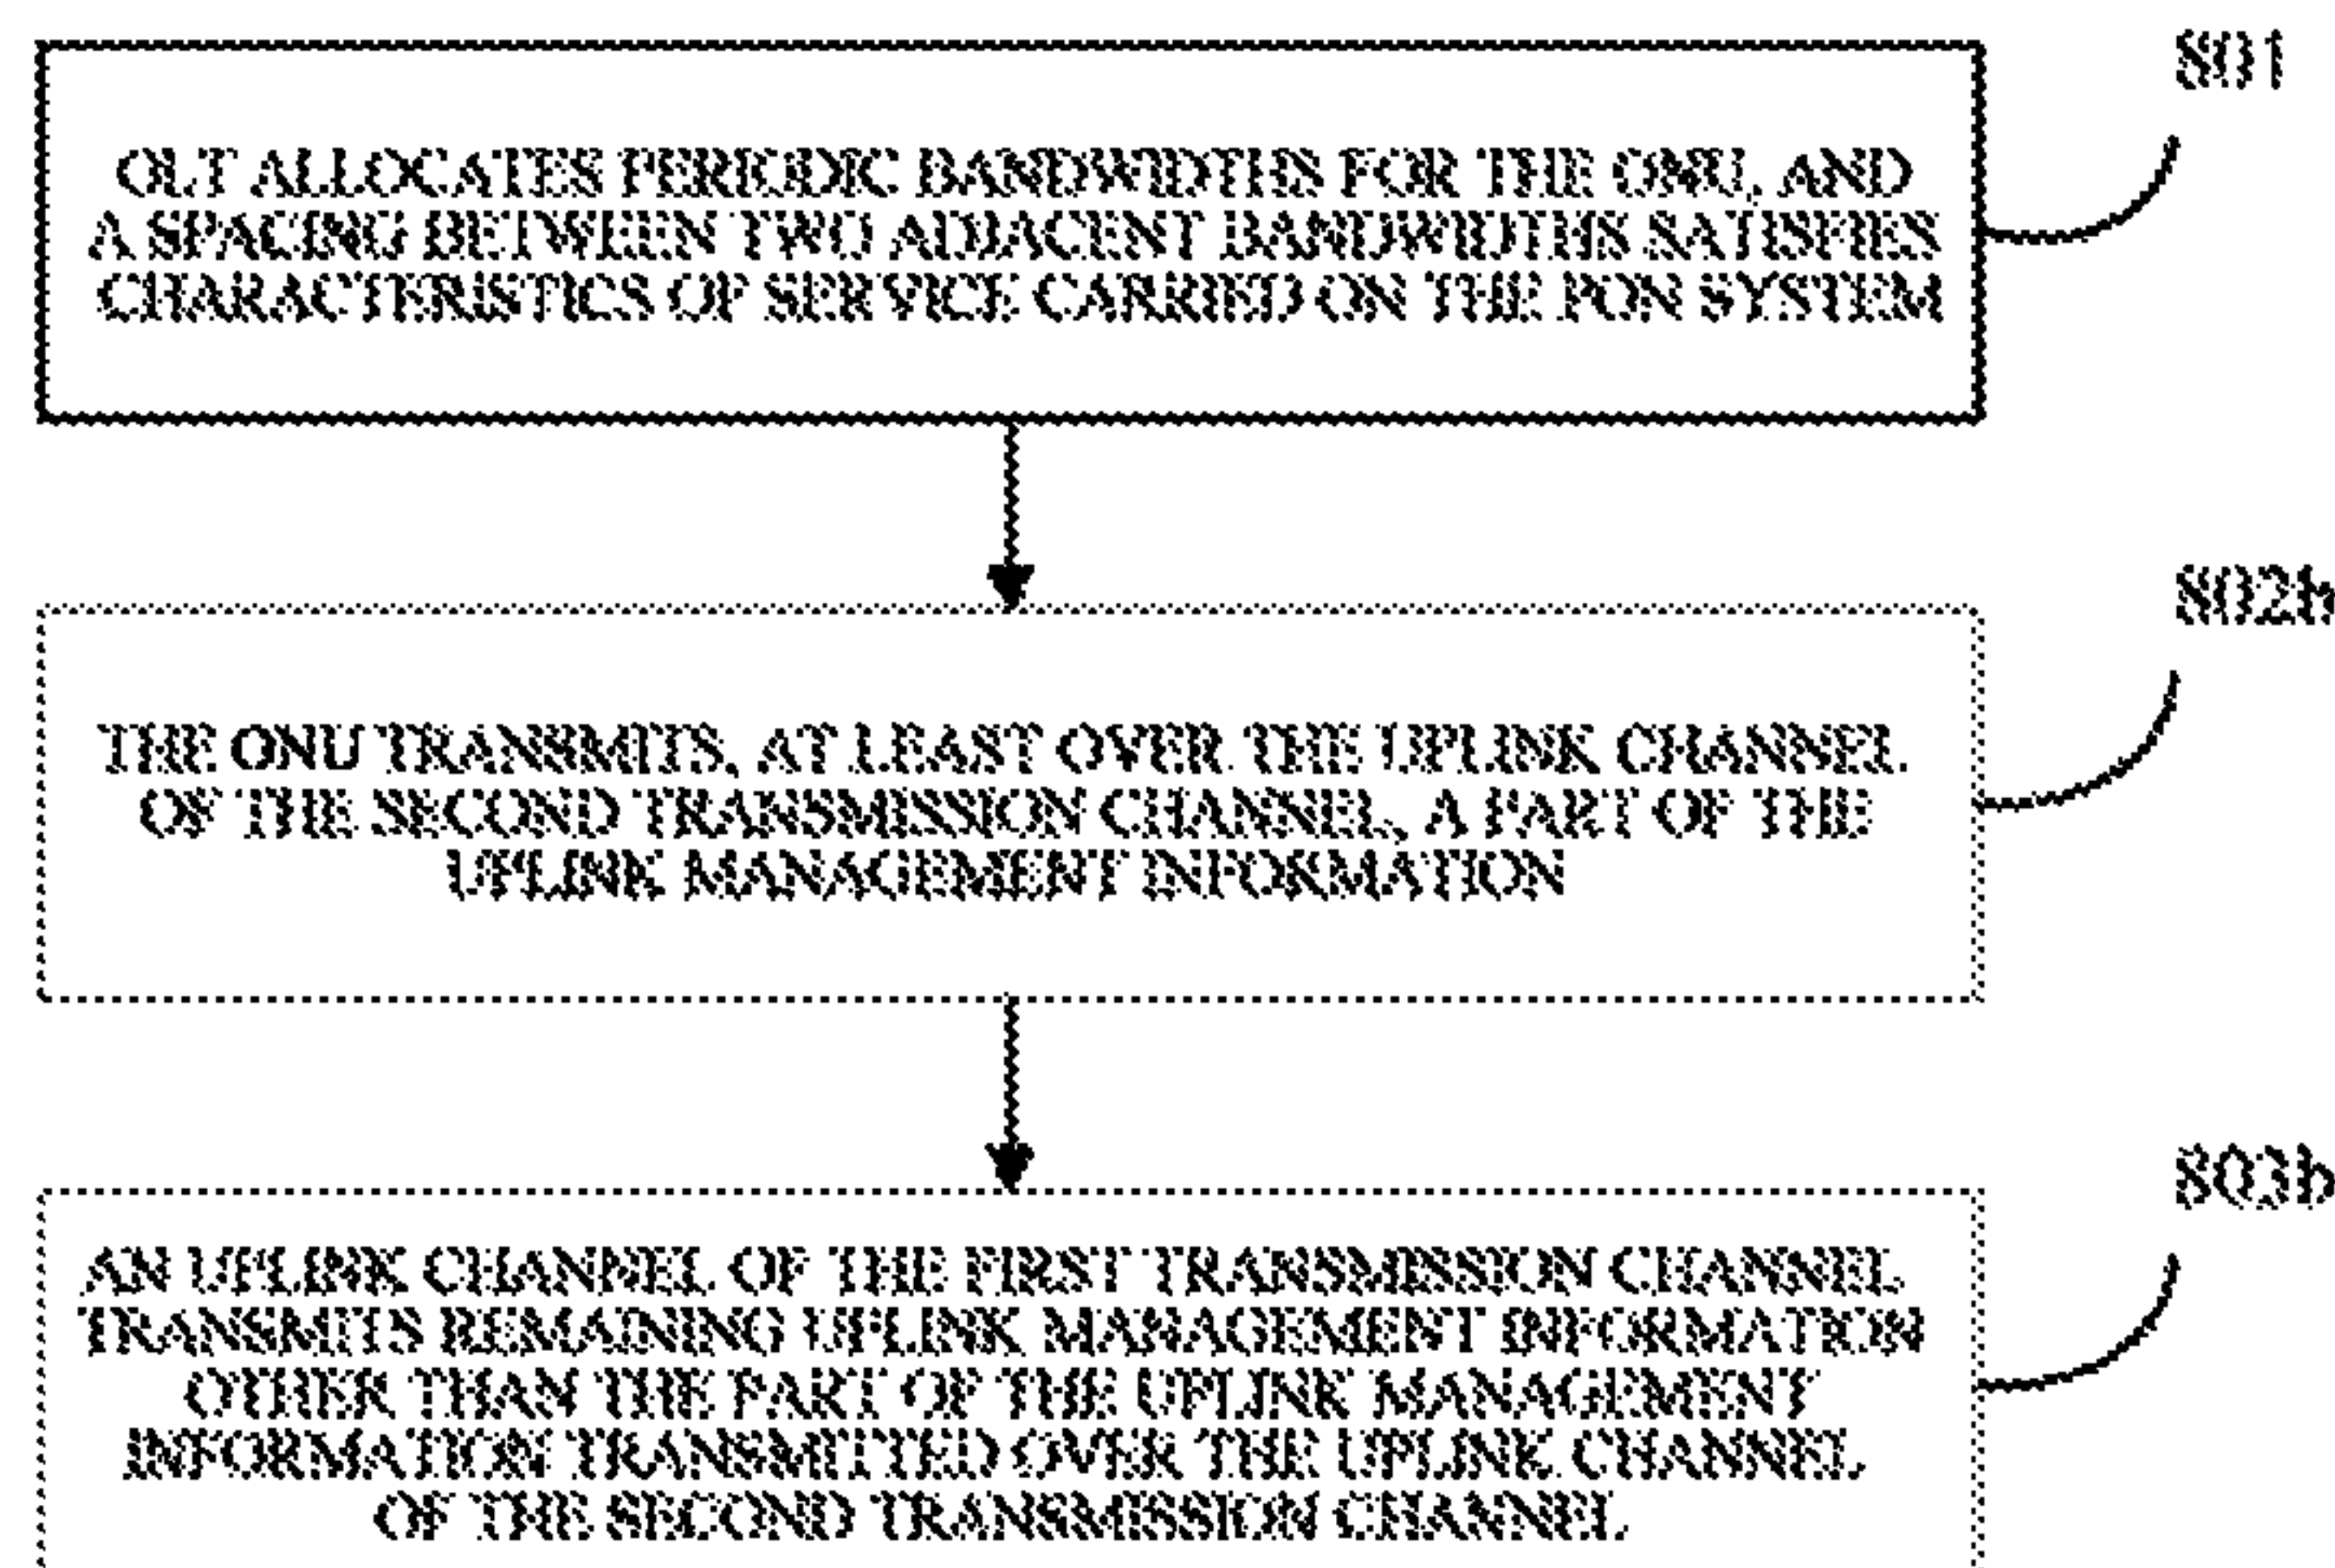 801
OLT ALLOCATES PERIODIC BANDWIDTHS FOR THE ONU, AND
A SPACING BETWEEN TWO ADJACENT BANDWIDTHS SATISFIES
CHARACTERISTICS OF SERVICE CARRIED ON THE PON SYSTEM
802b
THE ONU TRANSMITS, AT LEAST OVER THE UPLINK CHANNEL
OF THE SECOND TRANSMISSION CHANNEL, A PART OF THE
UPLINK MANAGEMENT INFORMATION
803b
AN UPLINK CHANNEL OF THE FIRST TRANSMISSION CHANNEL
TRANSMITS REMAINING UPLINK MANAGEMENT INFORMATION
OTHER THAN THE PART OF THE UPLINK MANAGEMENT
INFORMATION TRANSMITTED OVER THE UPLINK CHANNEL
OF THE SECOND TRANSMISSION CHANNEL